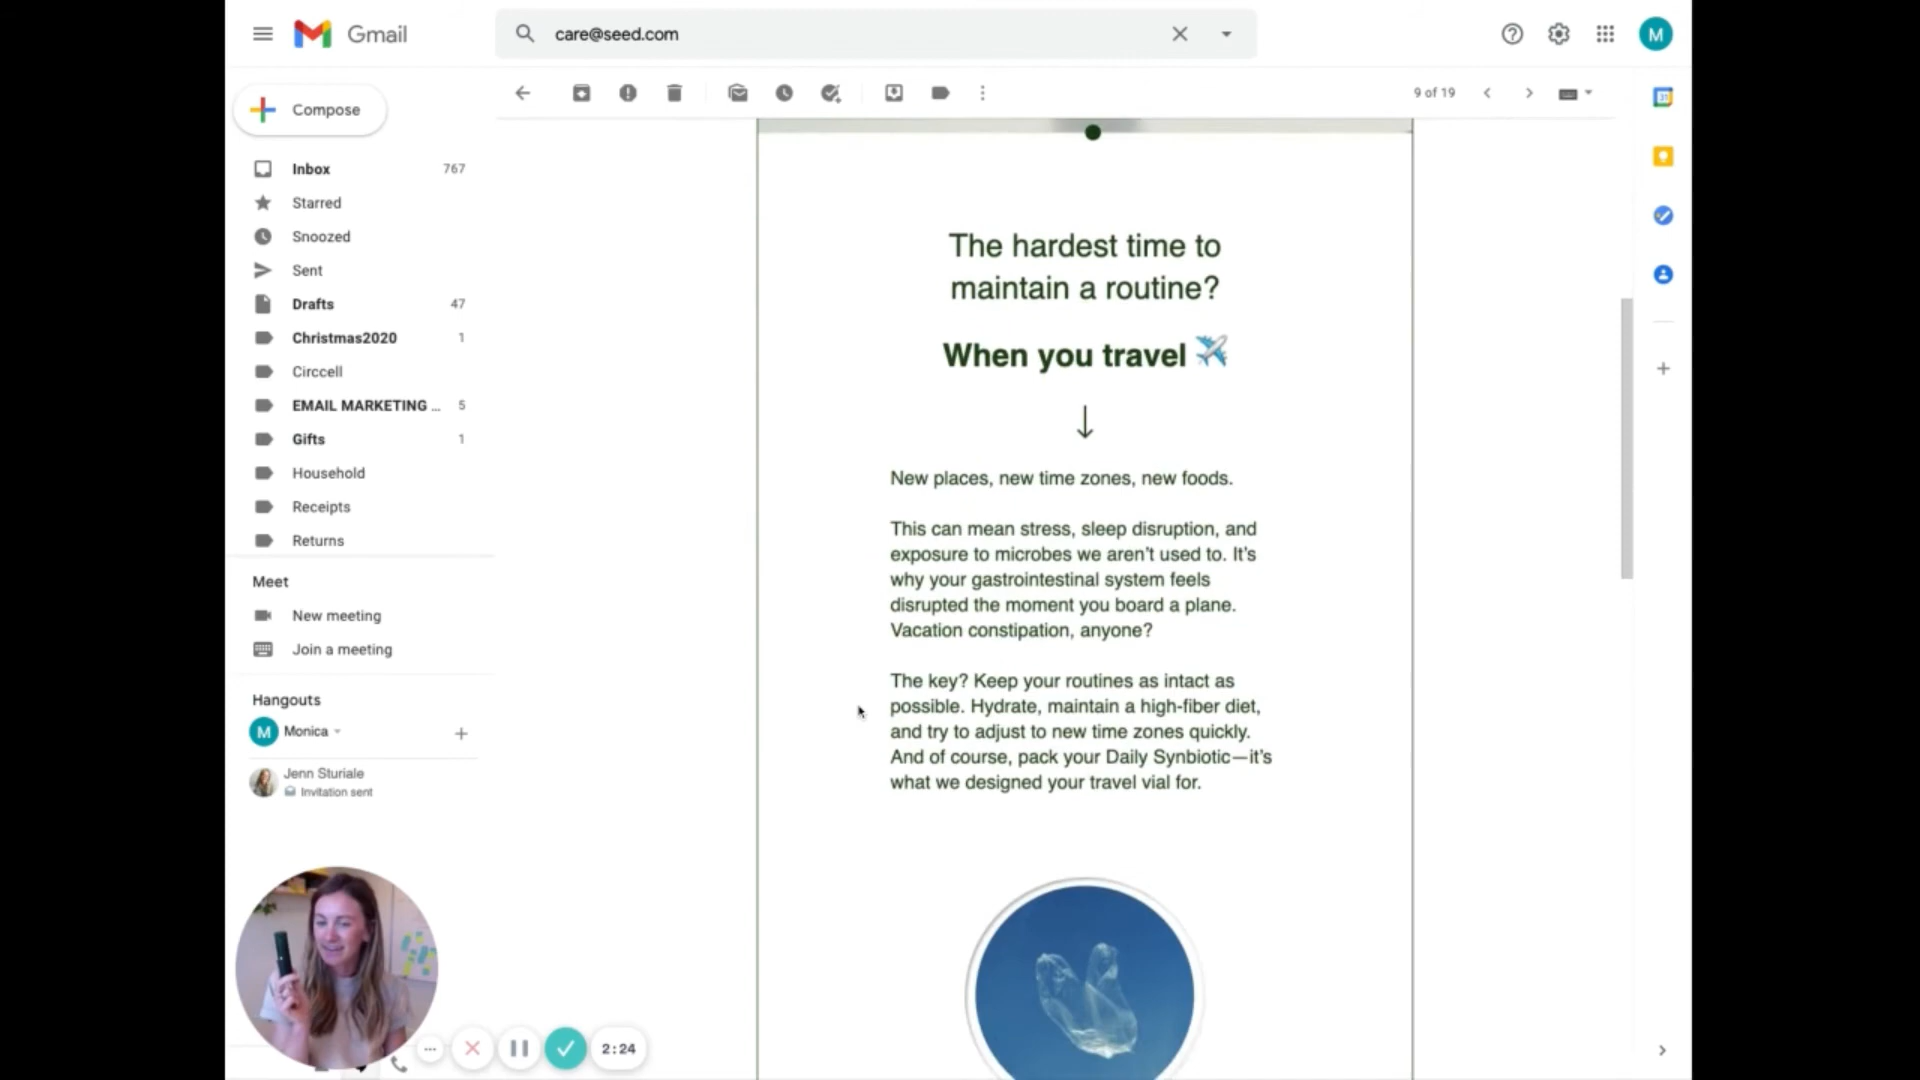 Gmail
care@seed.com
M
9 of 19
Compose
31
Inbox 767
Starred
Snoozed
Sent
Drafts 47
Christmas2020 1
Circcell
EMAIL MARKETING ... 5
Gifts 1
Household
Receipts
Returns
Meet
New meeting
Join a meeting
Hangouts
M Monica
Jenn Sturiale
Invitation sent
The hardest time to
maintain a routine?
When you travel ✈️
↓
New places, new time zones, new foods.
This can mean stress, sleep disruption, and
exposure to microbes we aren't used to. It's
why your gastrointestinal system feels
disrupted the moment you board a plane.
Vacation constipation, anyone?
The key? Keep your routines as intact as
possible. Hydrate, maintain a high-fiber diet,
and try to adjust to new time zones quickly.
And of course, pack your Daily Synbiotic—it's
what we designed your travel vial for.
2:24